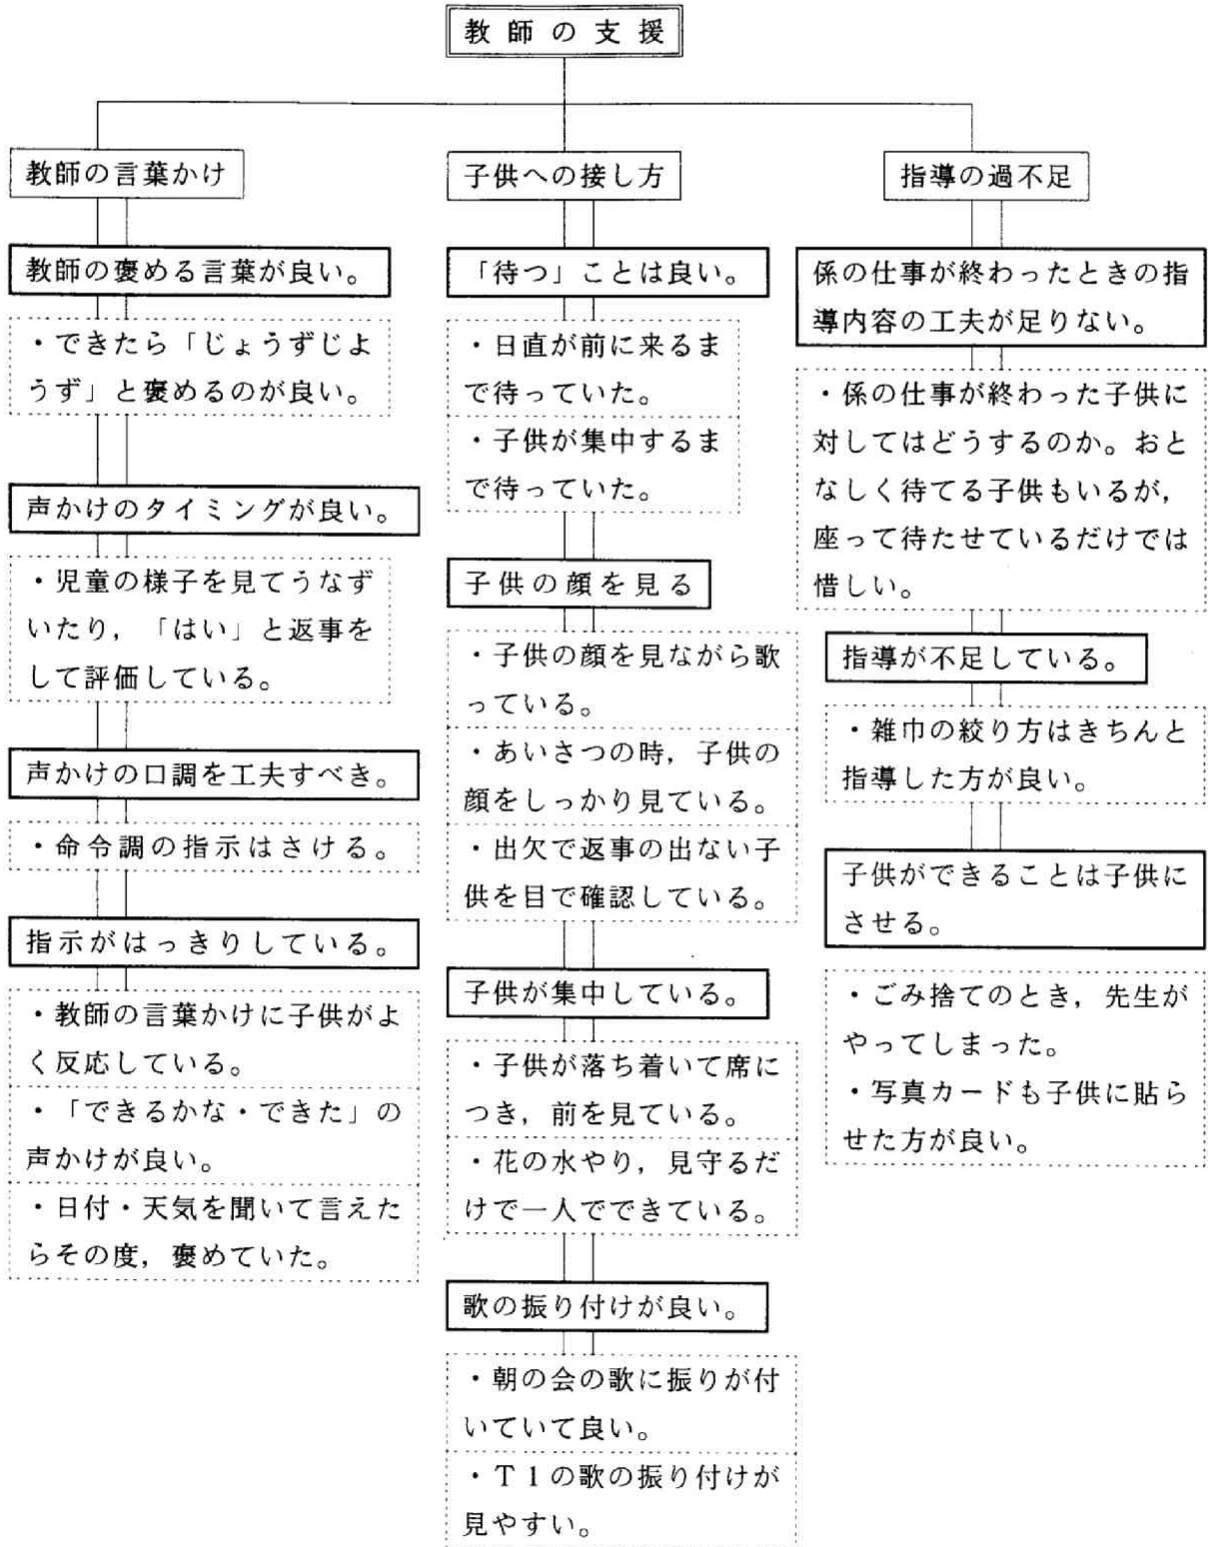 教師の支援
教師の言葉かけ
教師の褒める言葉が良い。
・できたら「じょうずじよ
うず」と褒めるのが良い。
声かけのタイミングが良い。
・児童の様子を見てうなず
いたり，「はい」と返事を
して評価している。
声かけの口調を工夫すべき。
・命令調の指示はさける。
指示がはっきりしている。
・教師の言葉かけに子供がよ
く反応している。
・「できるかな・できた」の
声かけが良い。
・日付・天気を聞いて言えた
らその度，褒めていた。
子供への接し方
「待つ」ことは良い。
・日直が前に来るま
で待っていた。
・子供が集中するま
で待っていた。
子供の顔を見る
・子供の顔を見ながら歌
っている。
・あいさつの時，子供の
顔をしっかり見ている。
・出欠で返事の出ない子
供を目で確認している。
子供が集中している。
・子供が落ち着いて席に
つき，前を見ている。
・花の水やり，見守るだ
けで一人でできている。
歌の振り付けが良い。
・朝の会の歌に振りが付
いていて良い。
・Ｔ１の歌の振り付けが
見やすい。
指導の過不足
係の仕事が終わったときの指
導内容の工夫が足りない。
・係の仕事が終わった子供に
対してはどうするのか。おと
なしく待てる子供もいるが，
座って待たせているだけでは
惜しい。
指導が不足している。
・雑巾の絞り方はきちんと
指導した方が良い。
子供ができることは子供に
させる。
・ごみ捨てのとき，先生が
やってしまった。
・写真カードも子供に貼ら
せた方が良い。